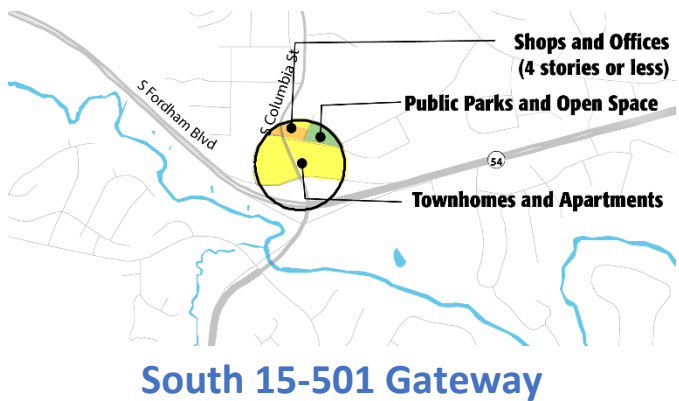 Shops and Offices
(4 stories or less)
Public Parks and Open Space
S Columbia St
S Fordham Blvd
54
Townhomes and Apartments
South 15-501 Gateway